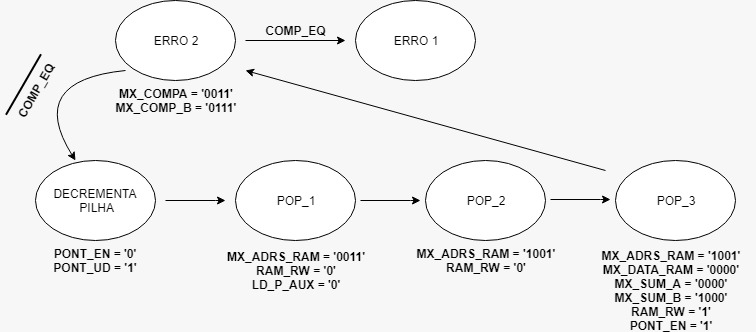 ERRO 2
COMP_EQ
ERRO 1
COMP_EQ
MX_COMPA = '0011'
MX_COMP_B = '0111'
DECREMENTA
PILHA
POP_1
POP_2
POP_3
PONT_EN = '0'
PONT_UD = '1'
MX_ADRS_RAM = '0011'
RAM_RW = '0'
LD_P_AUX = '0'
MX_ADRS_RAM = '1001'
RAM_RW = '0'
MX_ADRS_RAM = '1001'
MX_DATA_RAM = '0000'
MX_SUM_A = '0000'
MX_SUM_B = '1000'
RAM_RW = '1'
PONT_EN = '1'